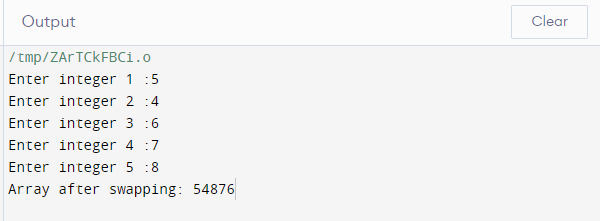 Output
Clear
/tmp/ZArTCkFBCi.o
Enter integer 1 :5
Enter integer 2 :4
Enter integer 3 :6
Enter integer 4 :7
Enter integer 5 :8
Array after swapping: 54876